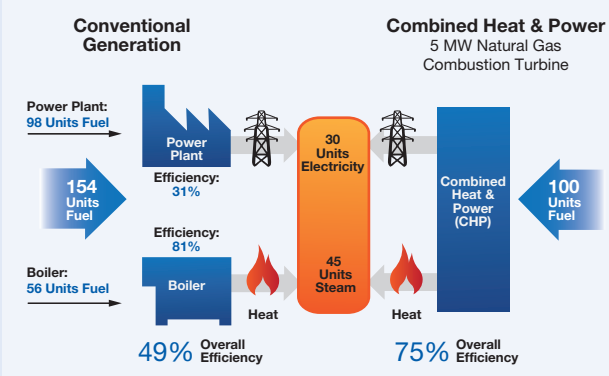 Conventional
Generation
Combined Heat & Power
5 MW Natural Gas
Combustion Turbine
Power Plant:
98 Units Fuel
Power
Plant
Efficiency:
31%
154
Units
Fuel
30
Units
Electricity
Combined
Heat &
Power
(CHP)
100
Units
Fuel
Efficiency:
81%
Boiler:
56 Units Fuel
Boiler
Heat
45
Units
Steam
Heat
49% Overall
Efficiency
75% Overall
Efficiency